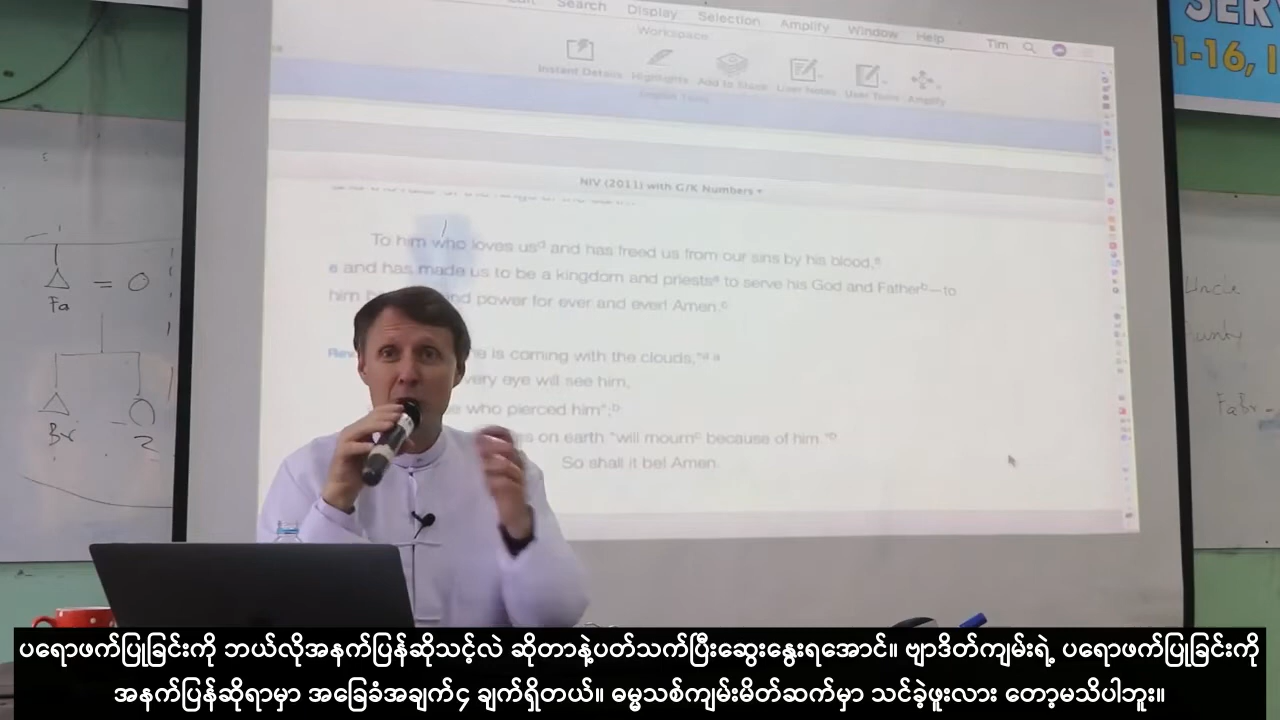 SER
1-16, I
Search Display Selection Amplify Window Help Tim
Workspace
Instant Details Highlights Add to Stack User Notes User Tools Amplify
NIV (2011) with G/K Numbers
To him who loves usᵈ and has freed us from our sins by his blood,ᵉ
6 and has made us to be a kingdom and priestsᵃ to serve his God and Fatherᵇ—to
him power for ever and ever! Amen.ᶜ
is coming with the clouds,"ᵈ ᵃ
every eye will see him,
who pierced him";ᵇ
on earth "will mournᶜ because of him."ᵇ
So shall it be! Amen.
= 0
Fa
Br
Z
Uncle
FaBr
ပရောဖက်ပြုခြင်းကို ဘယ်လိုအနက်ပြန်ဆိုသင့်လဲ ဆိုတာနဲ့ပတ်သက်ပြီးဆွေးနွေးရအောင်။ ဗျာဒိတ်ကျမ်းရဲ့ ပရောဖက်ပြုခြင်းကို
အနက်ပြန်ဆိုရာမှာ အခြေခံအချက်၄ ချက်ရှိတယ်။ ဓမ္မသစ်ကျမ်းမိတ်ဆက်မှာ သင်ခဲ့ဖူးလား တော့မသိပါဘူး။